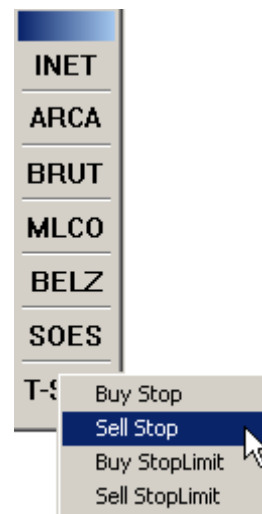 INET
ARCA
BRUT
MLCO
BELZ
SOES
Buy Stop
Sell Stop
Buy StopLimit
Sell StopLimit